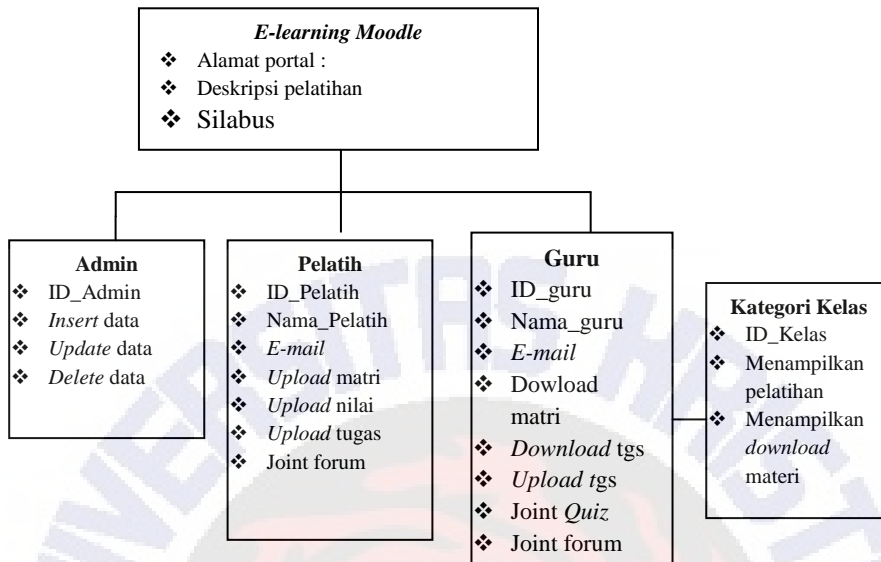 E-learning Moodle
❖ Alamat portal :
❖ Deskripsi pelatihan
❖ Silabus
Admin
❖ ID_Admin
❖ Insert data
❖ Update data
❖ Delete data
Pelatih
❖ ID_Pelatih
❖ Nama_Pelatih
❖ E-mail
❖ Upload matri
❖ Upload nilai
❖ Upload tugas
❖ Joint forum
Guru
❖ ID_guru
❖ Nama_guru
❖ E-mail
❖ Dowload
matri
❖ Download tgs
❖ Upload tgs
❖ Joint Quiz
❖ Joint forum
Kategori Kelas
❖ ID_Kelas
❖ Menampilkan
pelatihan
❖ Menampilkan
download
materi